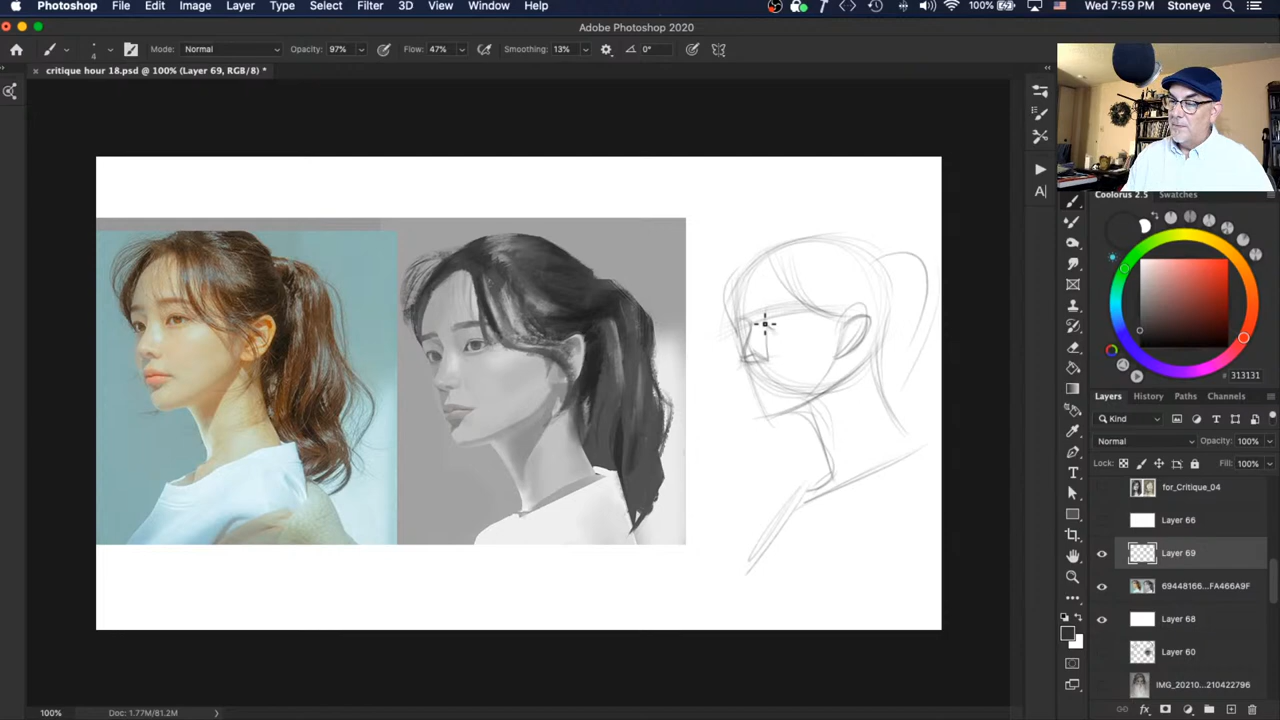 Photoshop File Edit Image Layer Type Select Filter 3D View Window Help 100% Wed 7:59 PM Stoneye
Adobe Photoshop 2020
Mode: Normal Opacity: 97% Flow: 47% Smoothing: 13% 0°
4
× critique hour 18.psd @ 100% (Layer 69, RGB/8) *
A
Coolorus 2.5 Swatches
# 313131
Layers History Paths Channels
Kind
Normal Opacity: 100%
Lock: Fill: 100%
for_Critique_04
Layer 66
Layer 69
69448166...FA466A9F
Layer 68
Layer 60
IMG_20210...210422796
fx
100% Doc: 1.77M/81.2M